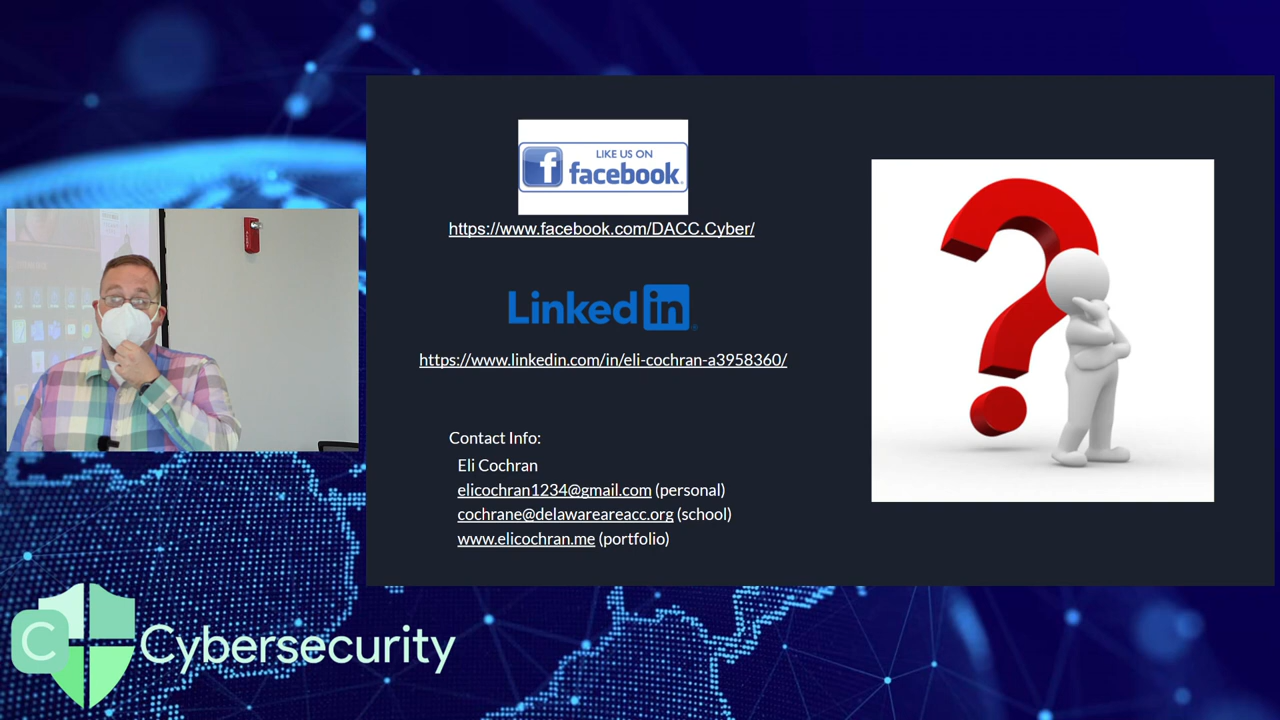 LIKE US ON
facebook.
https://www.facebook.com/DACC.Cyber/
Linked in
https://www.linkedin.com/in/eli-cochran-a3958360/
Contact Info:
Eli Cochran
elicochran1234@gmail.com (personal)
cochrane@delawareareacc.org (school)
www.elicochran.me (portfolio)
C Cybersecurity